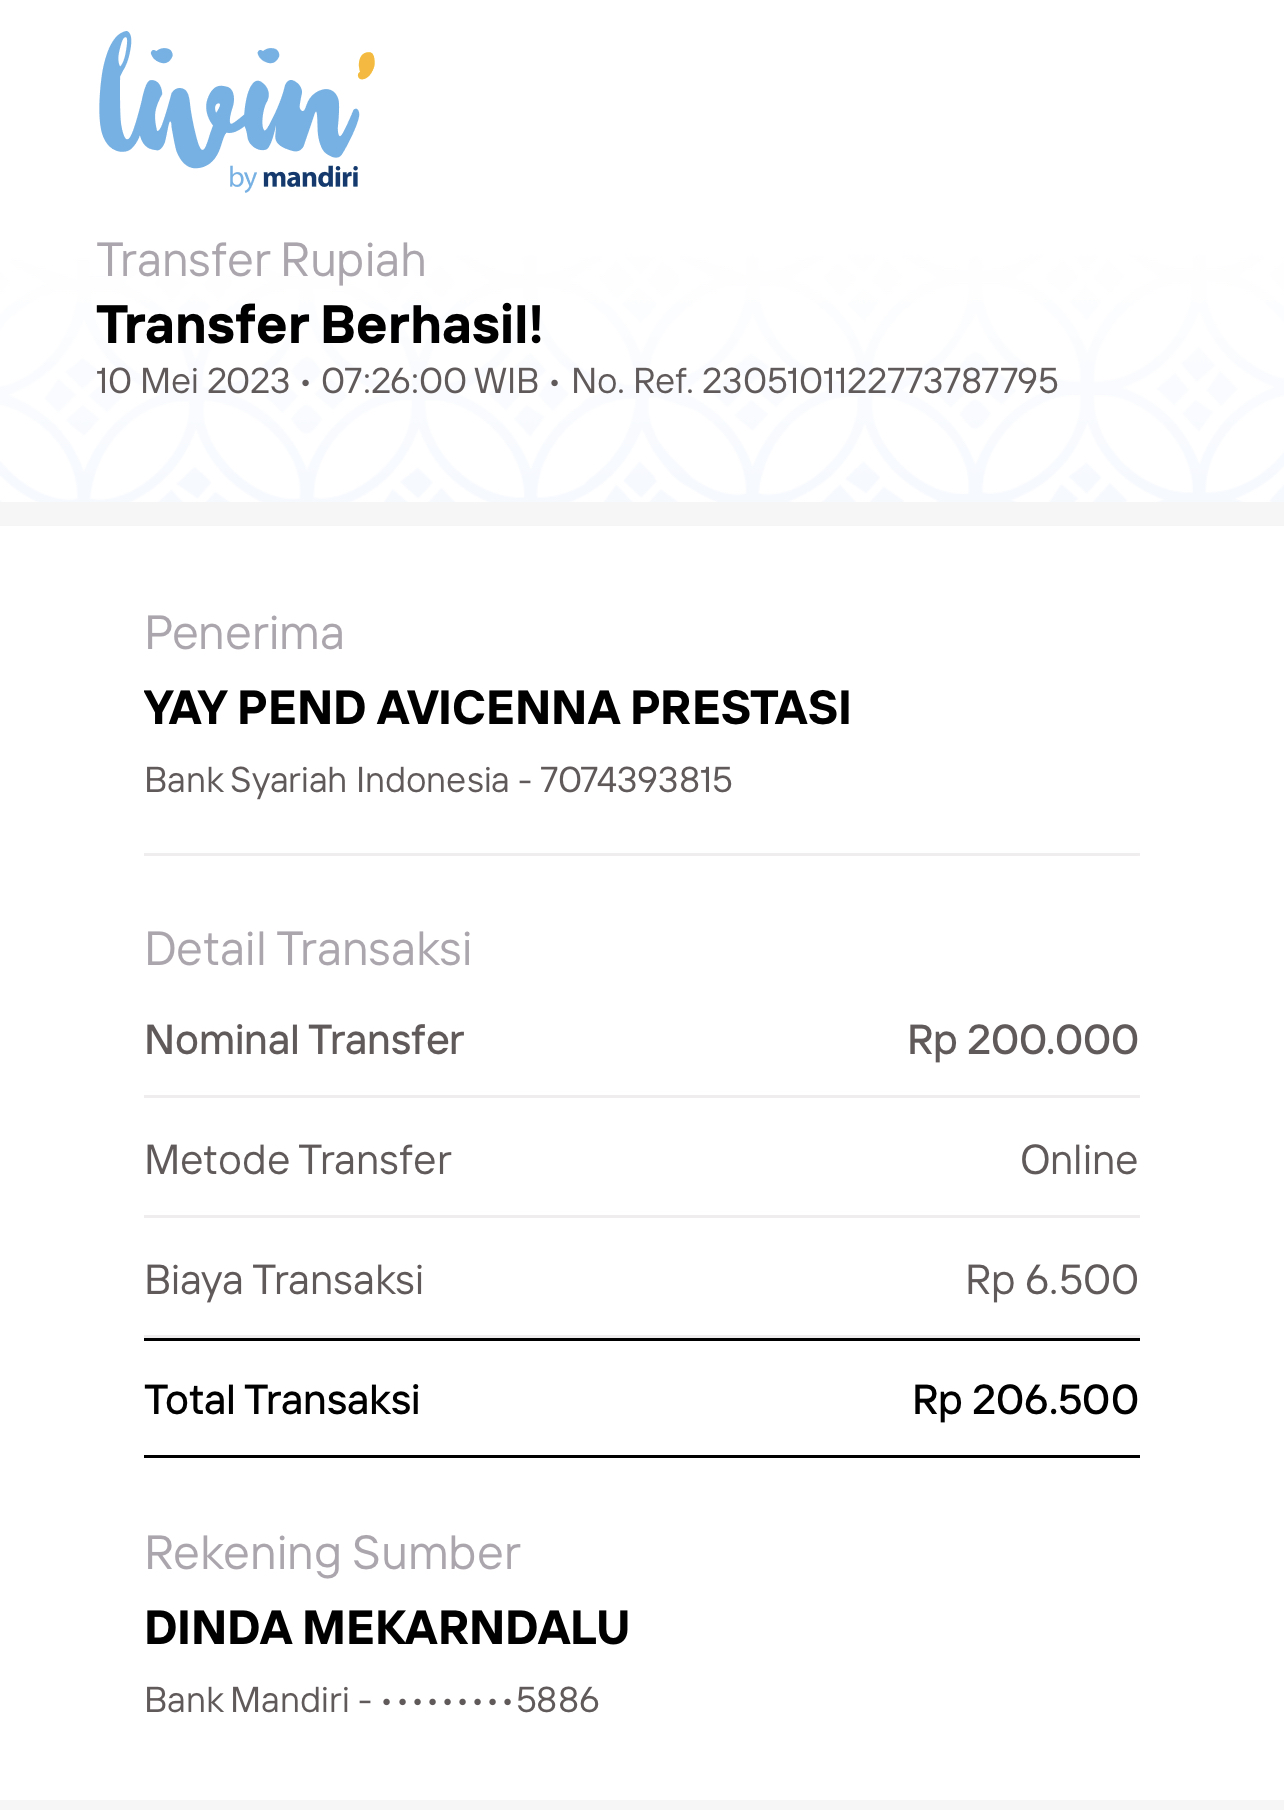 livin'
by mandiri
Transfer Rupiah
Transfer Berhasil!
10 Mei 2023 • 07:26:00 WIB • No. Ref. 2305101122773787795
Penerima
YAY PEND AVICENNA PRESTASI
Bank Syariah Indonesia - 7074393815
Detail Transaksi
Nominal Transfer Rp 200.000
Metode Transfer Online
Biaya Transaksi Rp 6.500
Total Transaksi Rp 206.500
Rekening Sumber
DINDA MEKARNDALU
Bank Mandiri - •••••••••5886